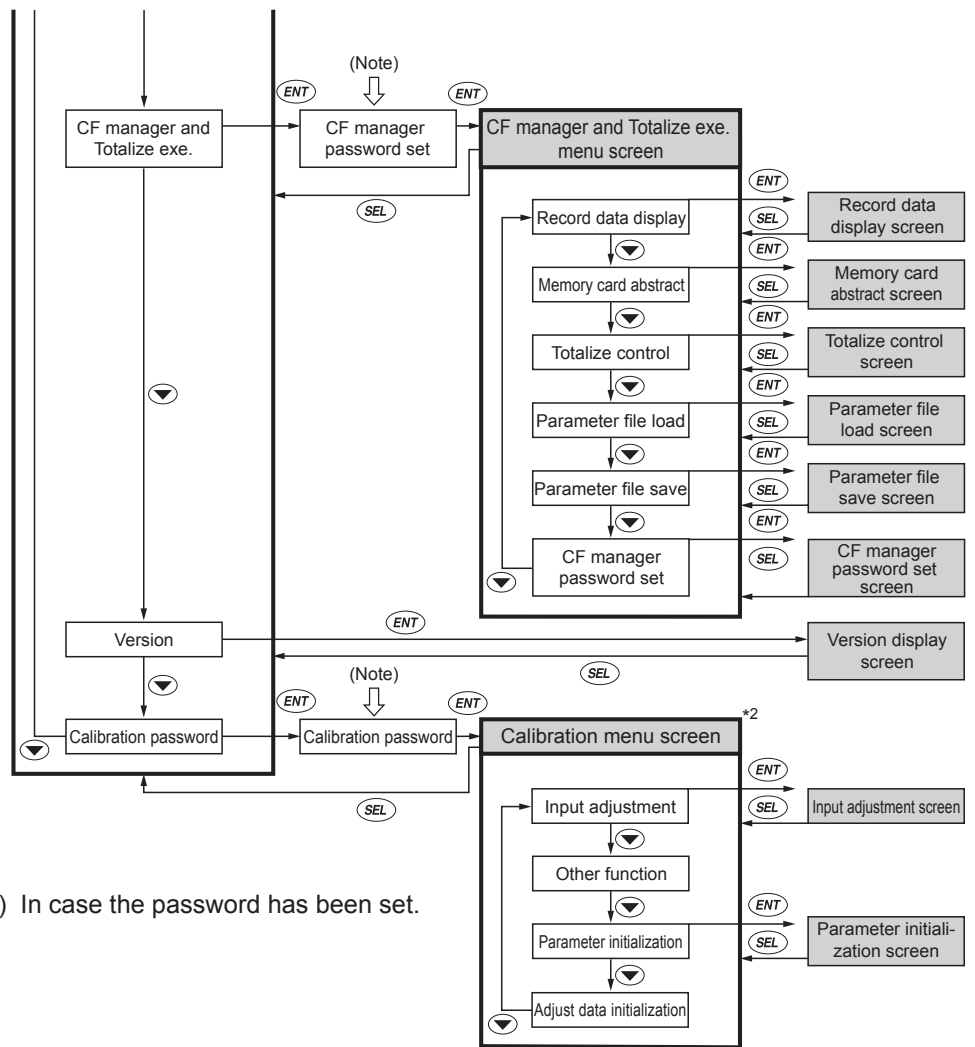 (Note)
ENT
ENT
CF manager and
Totalize exe.
CF manager
password set
CF manager and Totalize exe.
menu screen
SEL
ENT
Record data display
SEL
Record data
display screen
ENT
Memory card abstract
SEL
Memory card
abstract screen
ENT
Totalize control
SEL
Totalize control
screen
ENT
Parameter file load
SEL
Parameter file
load screen
ENT
Parameter file save
SEL
Parameter file
save screen
ENT
CF manager
password set
SEL
CF manager
password set
screen
Version
ENT
Version display
screen
SEL
(Note)
ENT
ENT
Calibration password
Calibration password
Calibration menu screen
*2
SEL
ENT
Input adjustment
SEL
Input adjustment screen
Other function
) In case the password has been set.
ENT
Parameter initialization
SEL
Parameter initiali-
zation screen
Adjust data initialization